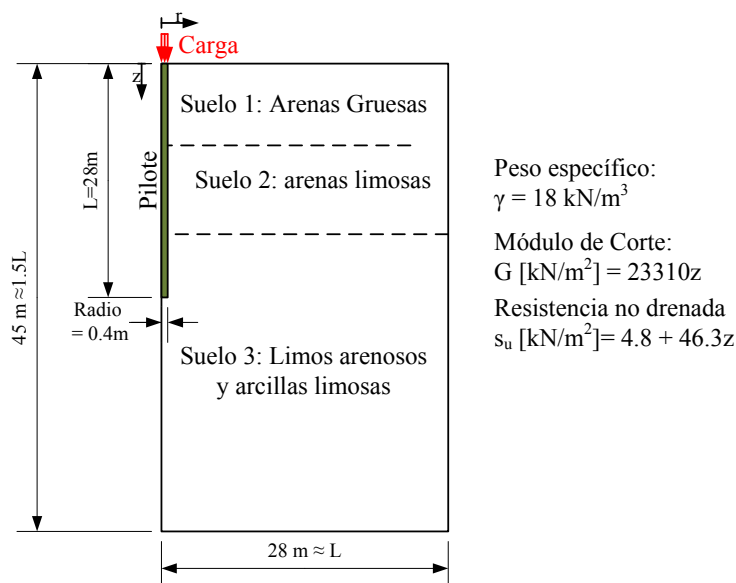 r
Carga
z
Suelo 1: Arenas Gruesas
Suelo 2: arenas limosas
Pilote
L=28m
45 m ≈1.5L
Radio
= 0.4m
Suelo 3: Limos arenosos
y arcillas limosas
28 m ≈ L
Peso específico:
γ = 18 kN/m³
Módulo de Corte:
G [kN/m²] = 23310z
Resistencia no drenada
sᵤ [kN/m²]= 4.8 + 46.3z